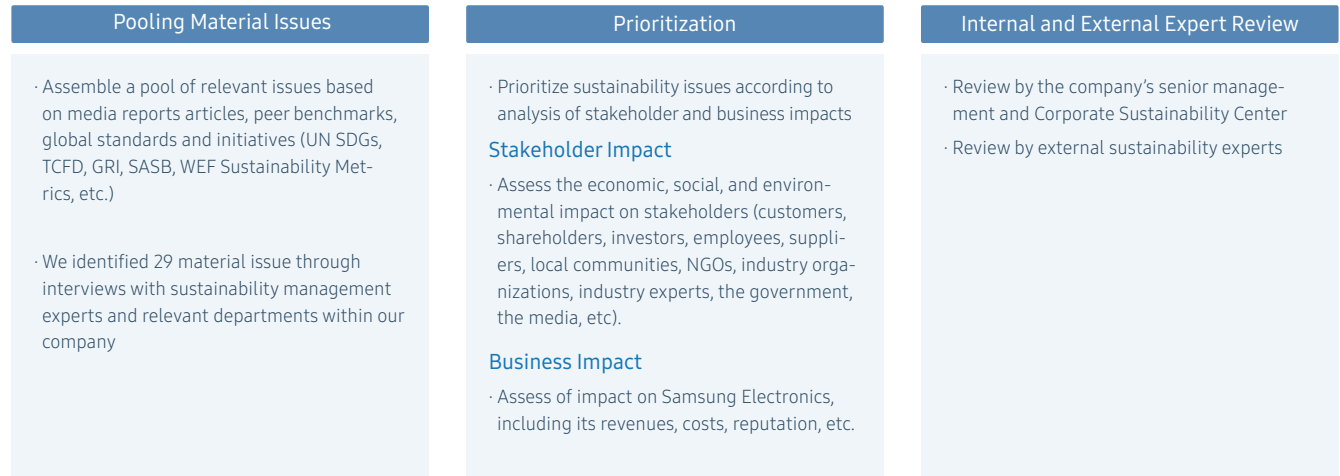 Pooling Material Issues
· Assemble a pool of relevant issues based
on media reports articles, peer benchmarks,
global standards and initiatives (UN SDGs,
TCFD, GRI, SASB, WEF Sustainability Met-
rics, etc.)
· We identified 29 material issue through
interviews with sustainability management
experts and relevant departments within our
company
Prioritization
· Prioritize sustainability issues according to
analysis of stakeholder and business impacts
Stakeholder Impact
· Assess the economic, social, and environ-
mental impact on stakeholders (customers,
shareholders, investors, employees, suppli-
ers, local communities, NGOs, industry orga-
nizations, industry experts, the government,
the media, etc).
Business Impact
· Assess of impact on Samsung Electronics,
including its revenues, costs, reputation, etc.
Internal and External Expert Review
· Review by the company’s senior manage-
ment and Corporate Sustainability Center
· Review by external sustainability experts